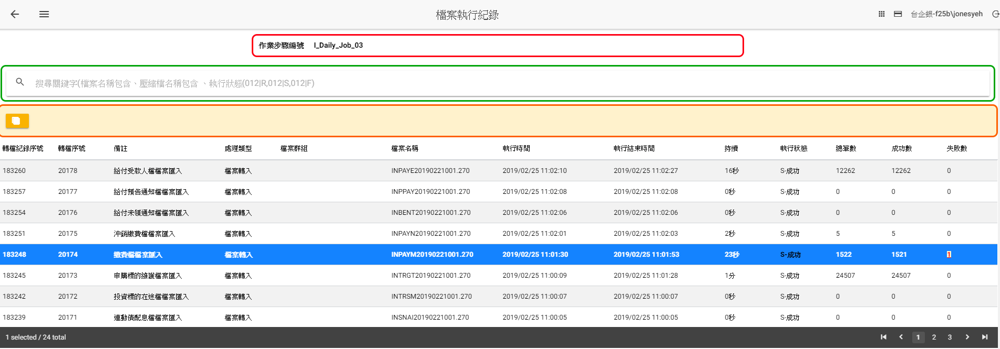 檔案執行紀錄
台企銀-f25b\jonesyeh
作業步驟編號 I_Daily_Job_03
搜尋關鍵字(檔案名稱包含、壓縮檔名稱包含 、執行狀態(012|R,012|S,012|F)
轉檔紀錄序號 轉檔序號 備註 處理類型 檔案群組 檔案名稱 執行時間 執行結束時間 持續 執行狀態 總筆數 成功數 失敗數
183260 20178 給付受款人檔檔案匯入 檔案轉入 INPAYE20190221001.270 2019/02/25 11:02:10 2019/02/25 11:02:27 16秒 S-成功 12262 12262 0
183257 20177 給付預告通知檔檔案匯入 檔案轉入 INPPAY20190221001.270 2019/02/25 11:02:08 2019/02/25 11:02:08 0秒 S-成功 0 0 0
183254 20176 給付未領通知檔檔案匯入 檔案轉入 INBENT20190221001.270 2019/02/25 11:02:06 2019/02/25 11:02:06 0秒 S-成功 0 0 0
183251 20175 沖銷繳費檔檔案匯入 檔案轉入 INPAYN20190221001.270 2019/02/25 11:02:01 2019/02/25 11:02:03 2秒 S-成功 5 5 0
183248 20174 繳費檔檔案匯入 檔案轉入 INPAYM20190221001.270 2019/02/25 11:01:30 2019/02/25 11:01:53 23秒 S-成功 1522 1521 1
183245 20173 申購標的維護檔案匯入 檔案轉入 INTRGT20190221001.270 2019/02/25 11:00:09 2019/02/25 11:01:28 1分 S-成功 24507 24507 0
183242 20172 投資標的在途檔檔案匯入 檔案轉入 INTRSM20190221001.270 2019/02/25 11:00:07 2019/02/25 11:00:07 0秒 S-成功 0 0 0
183239 20171 連動債配息檔檔案匯入 檔案轉入 INSNAI20190221001.270 2019/02/25 11:00:05 2019/02/25 11:00:05 0秒 S-成功 0 0 0
1 selected / 24 total 1 2 3